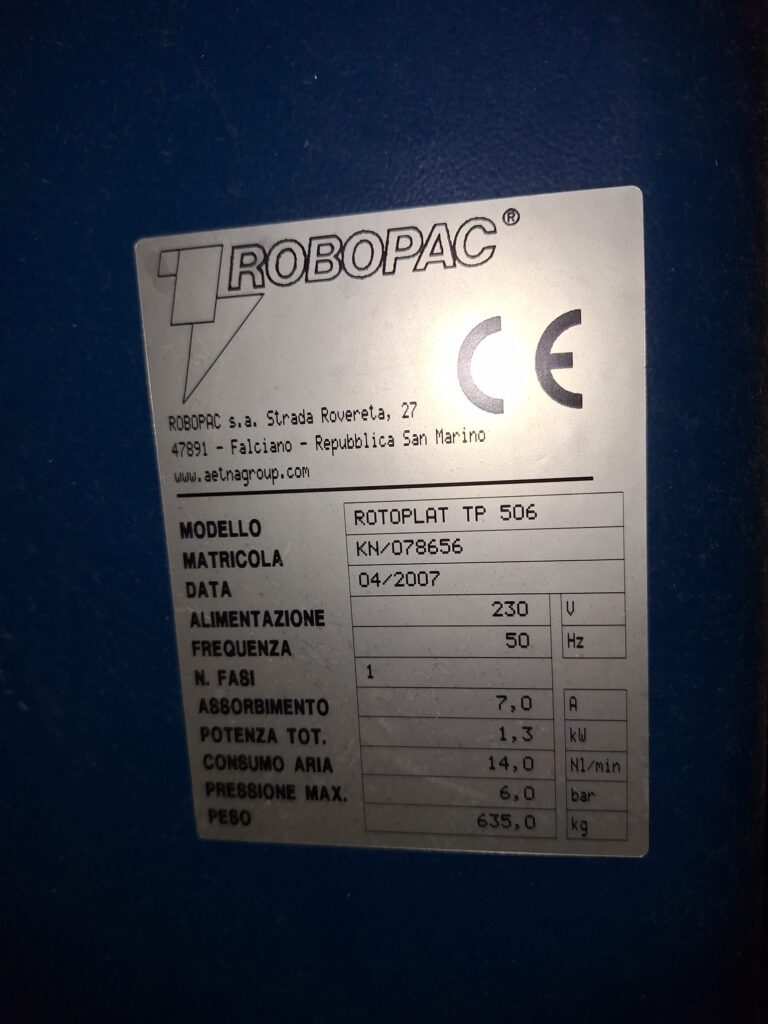 ROBOPAC®
CE
ROBOPAC s.a. Strada Rovereta, 27
47891 - Falciano - Repubblica San Marino
www.aetnagroup.com
MODELLO ROTOPLAT TP 506
MATRICOLA KN/078656
DATA 04/2007
ALIMENTAZIONE 230 V
FREQUENZA 50 Hz
N. FASI 1
ASSORBIMENTO 7,0 A
POTENZA TOT. 1,3 kW
CONSUMO ARIA 14,0 Nl/min
PRESSIONE MAX. 6,0 bar
PESO 635,0 kg